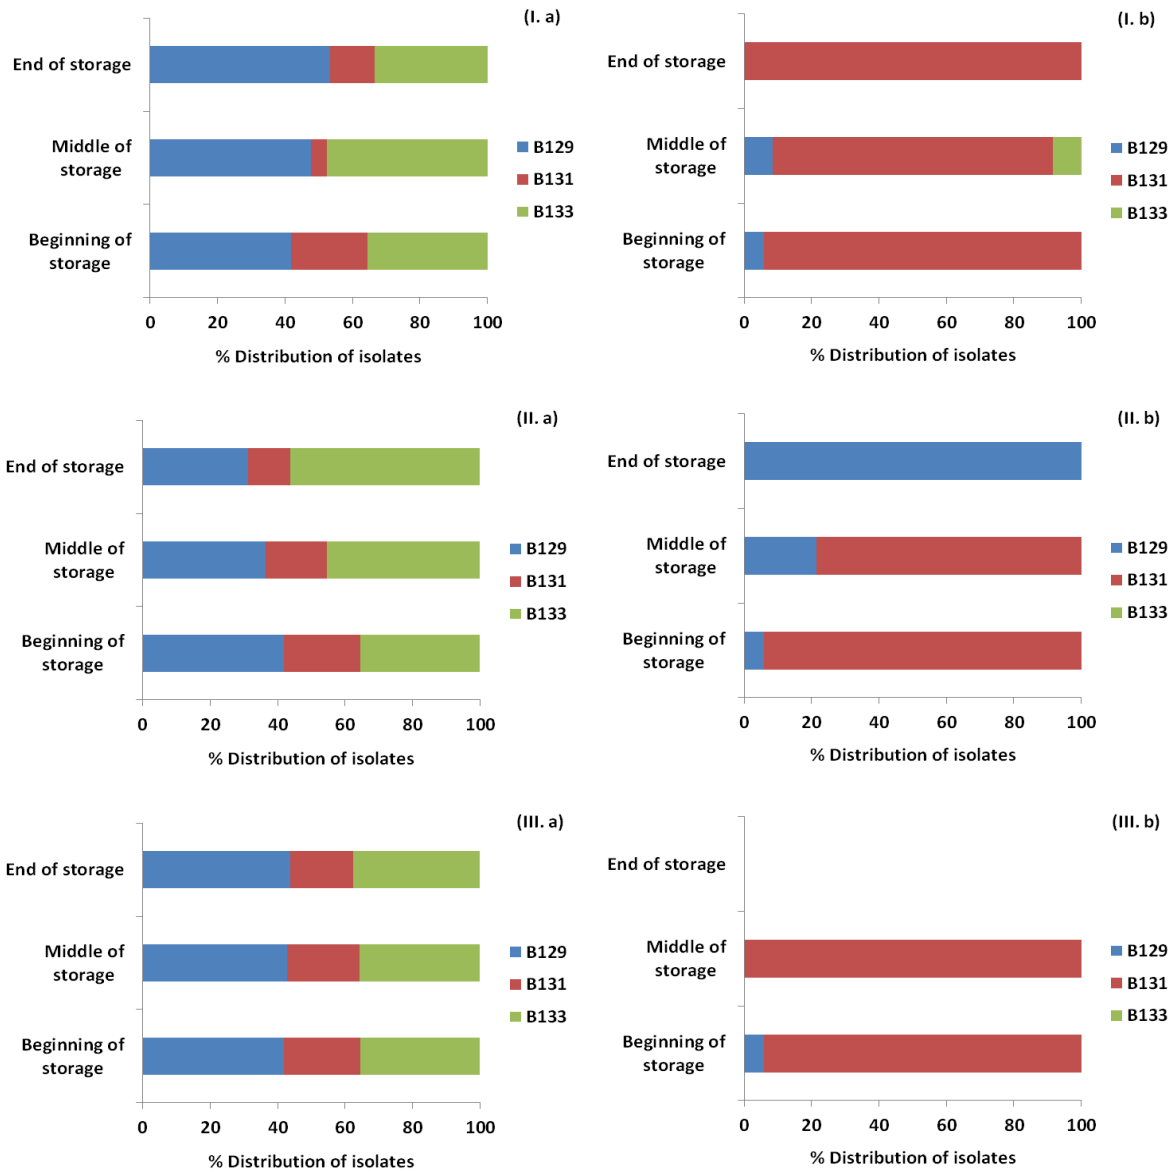 (I. a)
End of storage
Middle of
storage
Beginning of
storage
B129
B131
B133
0 20 40 60 80 100
% Distribution of isolates
(I. b)
End of storage
Middle of
storage
Beginning of
storage
B129
B131
B133
0 20 40 60 80 100
% Distribution of isolates
(II. a)
End of storage
Middle of
storage
Beginning of
storage
B129
B131
B133
0 20 40 60 80 100
% Distribution of isolates
(II. b)
End of storage
Middle of
storage
Beginning of
storage
B129
B131
B133
0 20 40 60 80 100
% Distribution of isolates
(III. a)
End of storage
Middle of
storage
Beginning of
storage
B129
B131
B133
0 20 40 60 80 100
% Distribution of isolates
(III. b)
End of storage
Middle of
storage
Beginning of
storage
B129
B131
B133
0 20 40 60 80 100
% Distribution of isolates